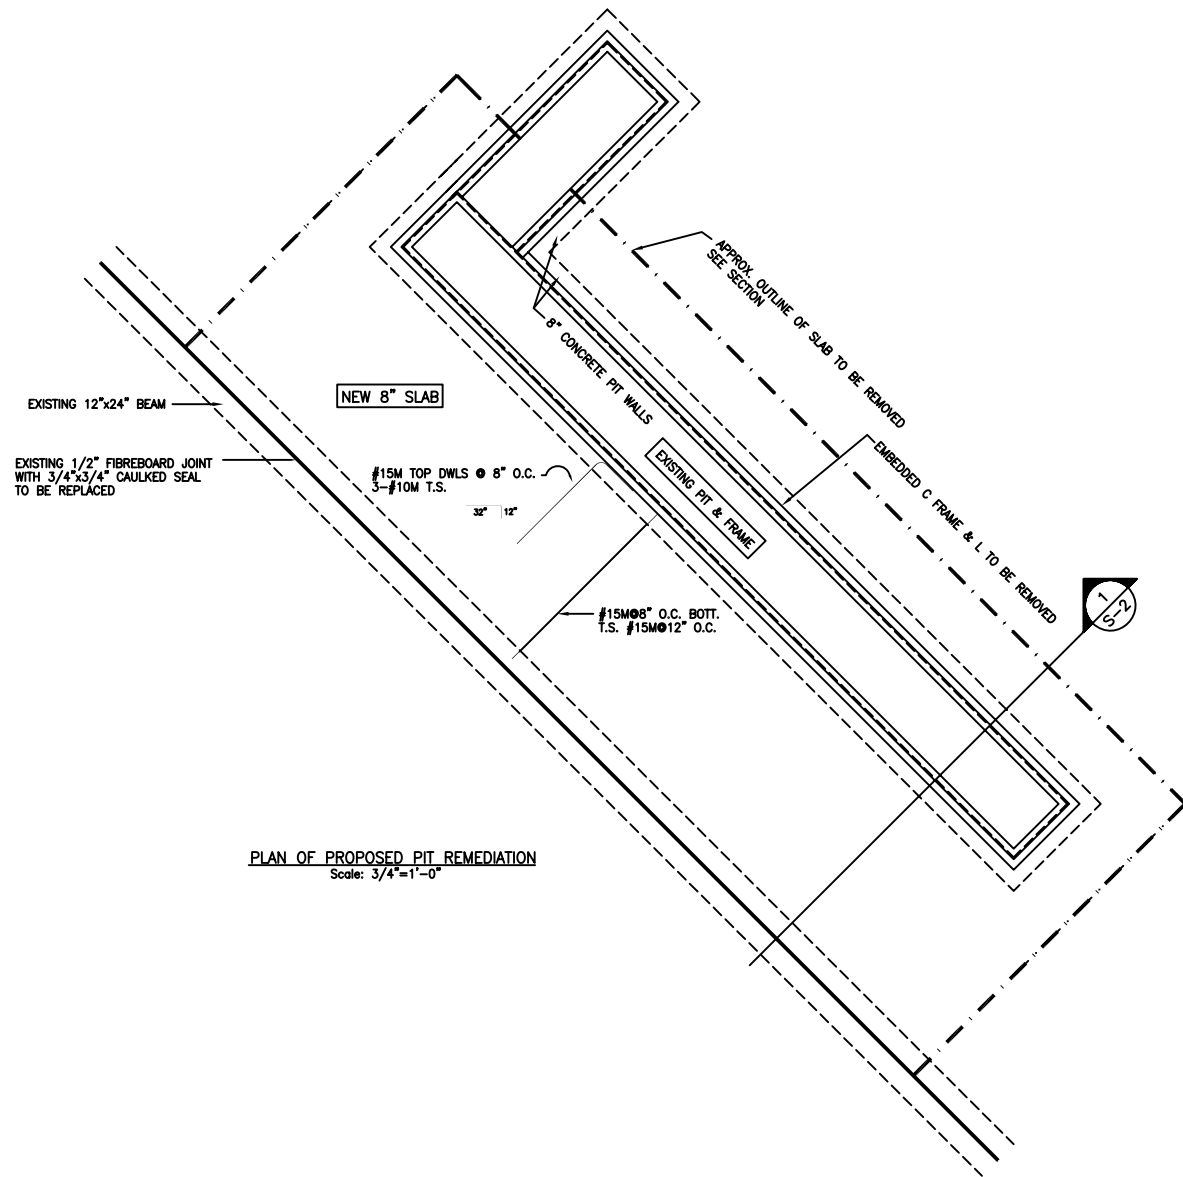 APPROX. OUTLINE OF SLAB TO BE REMOVED
SEE SECTION
8" CONCRETE PIT WALLS
NEW 8" SLAB
EXISTING 12"x24" BEAM
EXISTING 1/2" FIBREBOARD JOINT
WITH 3/4"x3/4" CAULKED SEAL
TO BE REPLACED
#15M TOP DWLS @ 8" O.C.
3-#10M T.S.
32" 12"
EXISTING PIT & FRAME
EMBEDDED C FRAME & L TO BE REMOVED
1
S-2
#15M@8" O.C. BOTT.
T.S. #15M@12" O.C.
PLAN OF PROPOSED PIT REMEDIATION
Scale: 3/4"=1'-0"